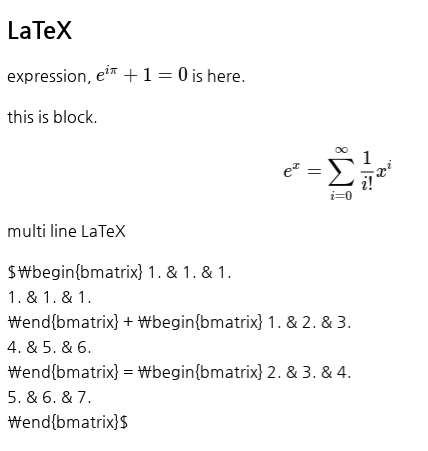 LaTeX
expression, $e^{i\pi} + 1 = 0$ is here.
this is block.
$e^x = \sum_{i=0}^{\infty} \frac{1}{i!} x^i$
multi line LaTeX
$₩begin{bmatrix} 1. & 1. & 1.
1. & 1. & 1.
₩end{bmatrix} + ₩begin{bmatrix} 1. & 2. & 3.
4. & 5. & 6.
₩end{bmatrix} = ₩begin{bmatrix} 2. & 3. & 4.
5. & 6. & 7.
₩end{bmatrix}$